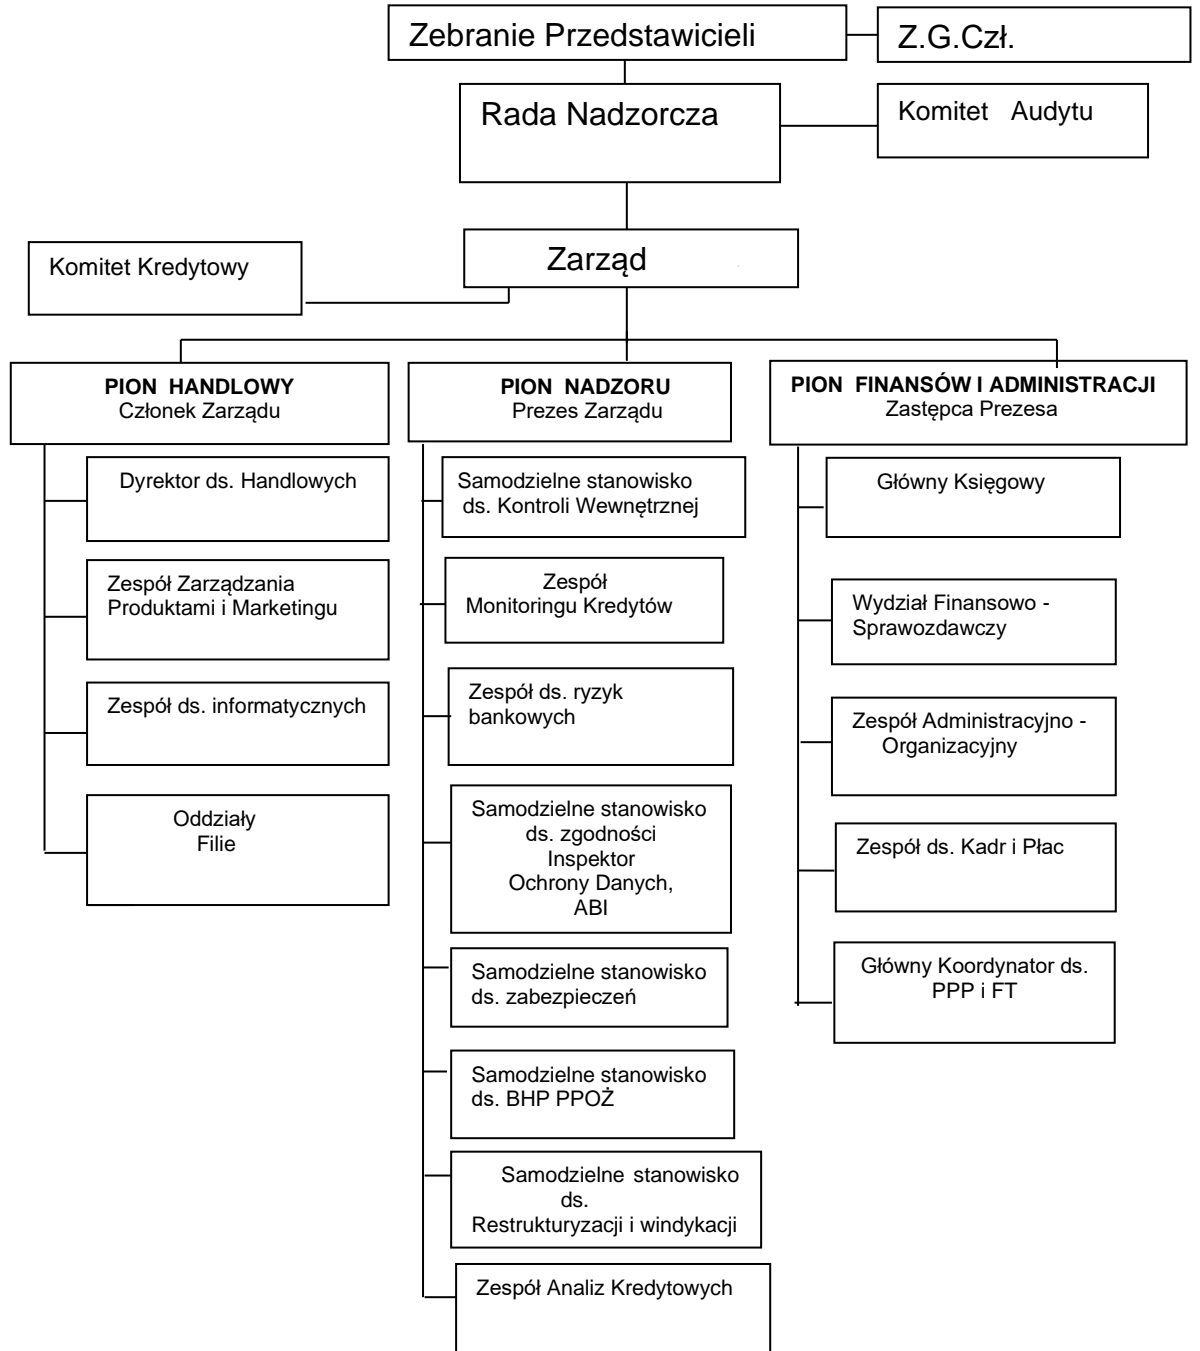 Zebranie Przedstawicieli
Z.G.Czł.
Rada Nadzorcza
Komitet Audytu
Zarząd
Komitet Kredytowy
PION HANDLOWY
Członek Zarządu
Dyrektor ds. Handlowych
Zespół Zarządzania
Produktami i Marketingu
Zespół ds. informatycznych
Oddziały
Filie
PION NADZORU
Prezes Zarządu
Samodzielne stanowisko
ds. Kontroli Wewnętrznej
Zespół
Monitoringu Kredytów
Zespół ds. ryzyk
bankowych
Samodzielne stanowisko
ds. zgodności
Inspektor
Ochrony Danych,
ABI
Samodzielne stanowisko
ds. zabezpieczeń
Samodzielne stanowisko
ds. BHP PPOŻ
Samodzielne stanowisko
ds.
Restrukturyzacji i windykacji
Zespół Analiz Kredytowych
PION FINANSÓW I ADMINISTRACJI
Zastępca Prezesa
Główny Księgowy
Wydział Finansowo -
Sprawozdawczy
Zespół Administracyjno -
Organizacyjny
Zespół ds. Kadr i Płac
Główny Koordynator ds.
PPP i FT